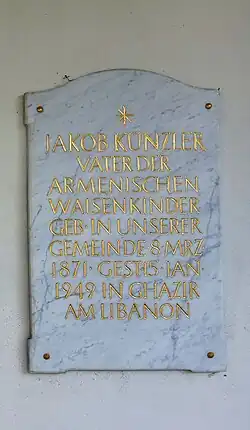 JAKOB KÜNZLER
VATER DER
ARMENISCHEN
WAISENKINDER
GEB· IN UNSERER
GEMEINDE 8·MRZ
1871· GEST·15·JAN·
1949·IN GHAZIR
AM LIBANON